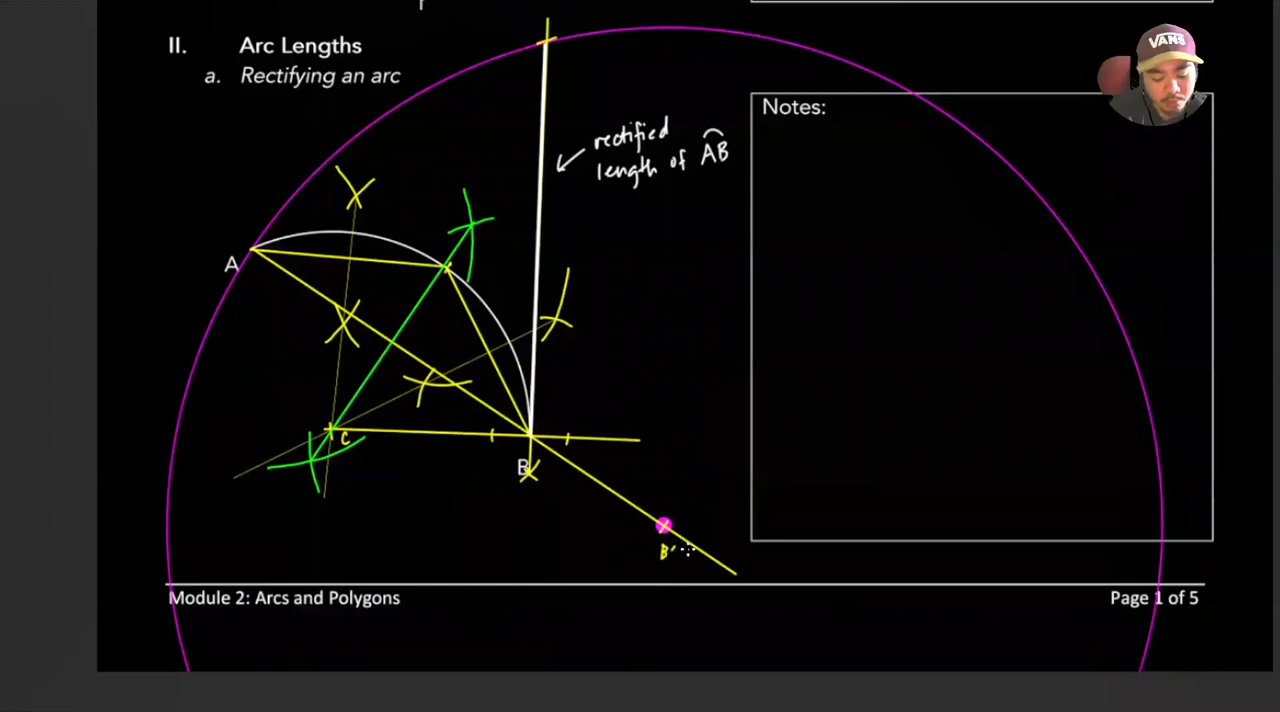 II. Arc Lengths
a. Rectifying an arc
VANS
Notes:
rectified
length of AB
A
C
B
B'
Module 2: Arcs and Polygons
Page 1 of 5